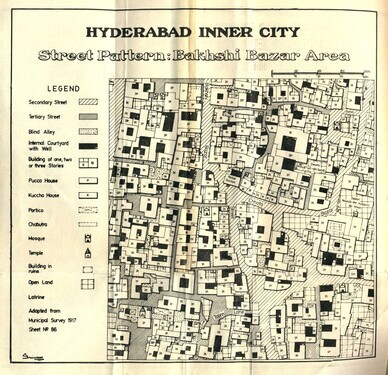 HYDERABAD INNER CITY
Street Pattern: Bakhshi Bazar Area
LEGEND
Secondary Street
Tertiary Street
Blind Alley
Internal Courtyard
with Well
Building of one, two
or three Stories
Pucca House
Kuccha House
Portico
Chabutra
Mosque
Temple
Building in
ruins
Open Land
Latrine
Adapted from
Municipal Survey 1917
Sheet Nº 86